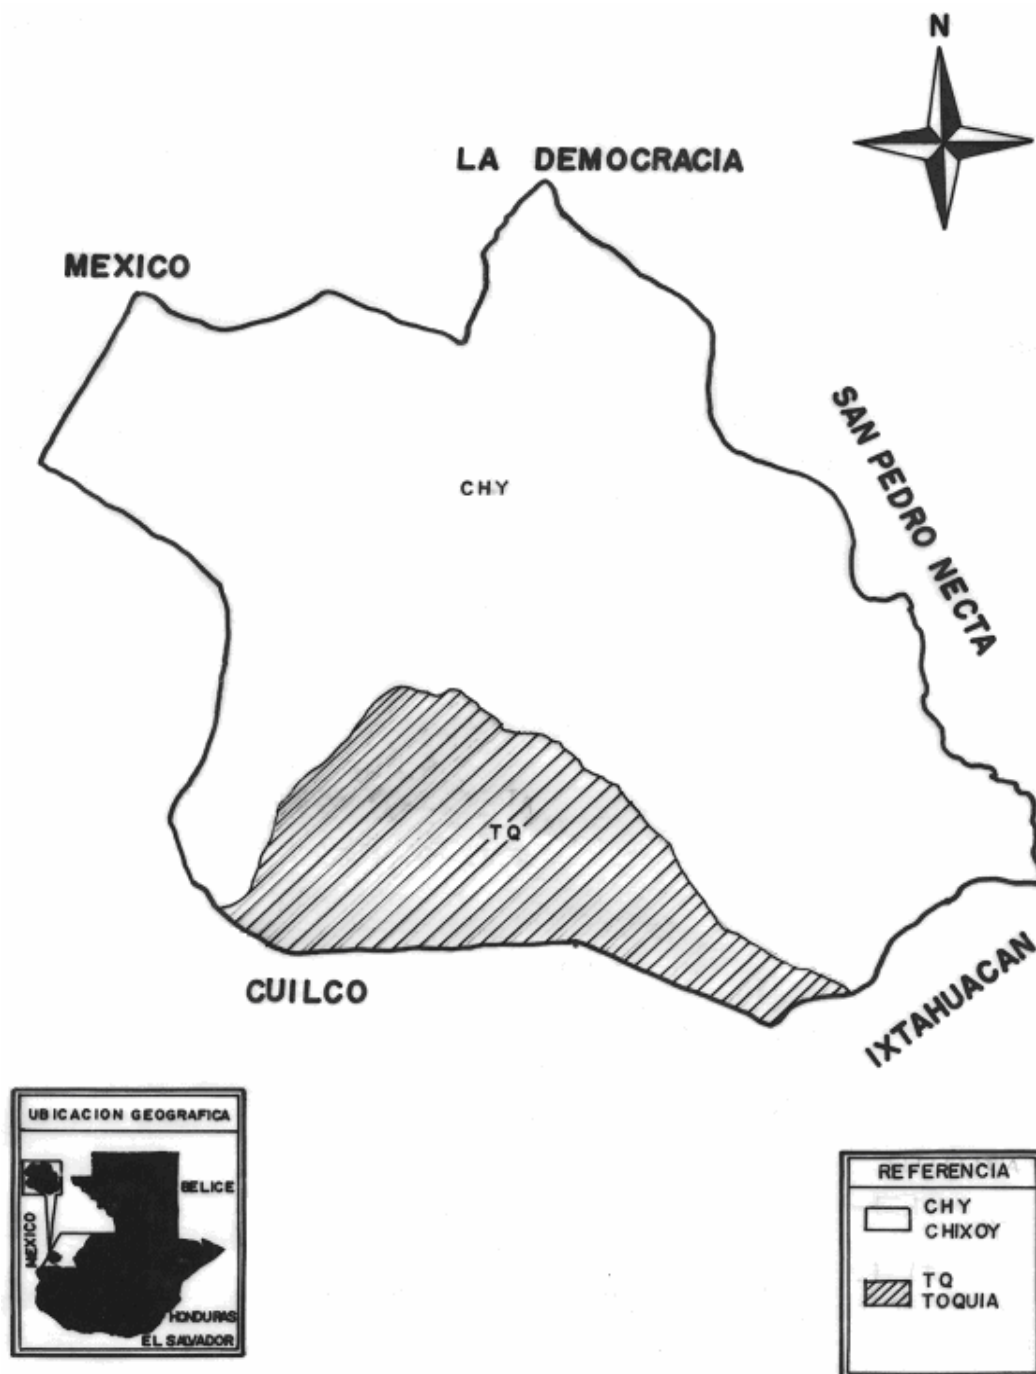 N
LA DEMOCRACIA
MEXICO
SAN PEDRO NECTA
CHY
TQ
CUILCO
IXTAHUACAN
UBICACION GEOGRAFICA
BELICE
MEXICO
HONDURAS
EL SALVADOR
REFERENCIA
CHY
CHIXOY
TQ
TOQUIA